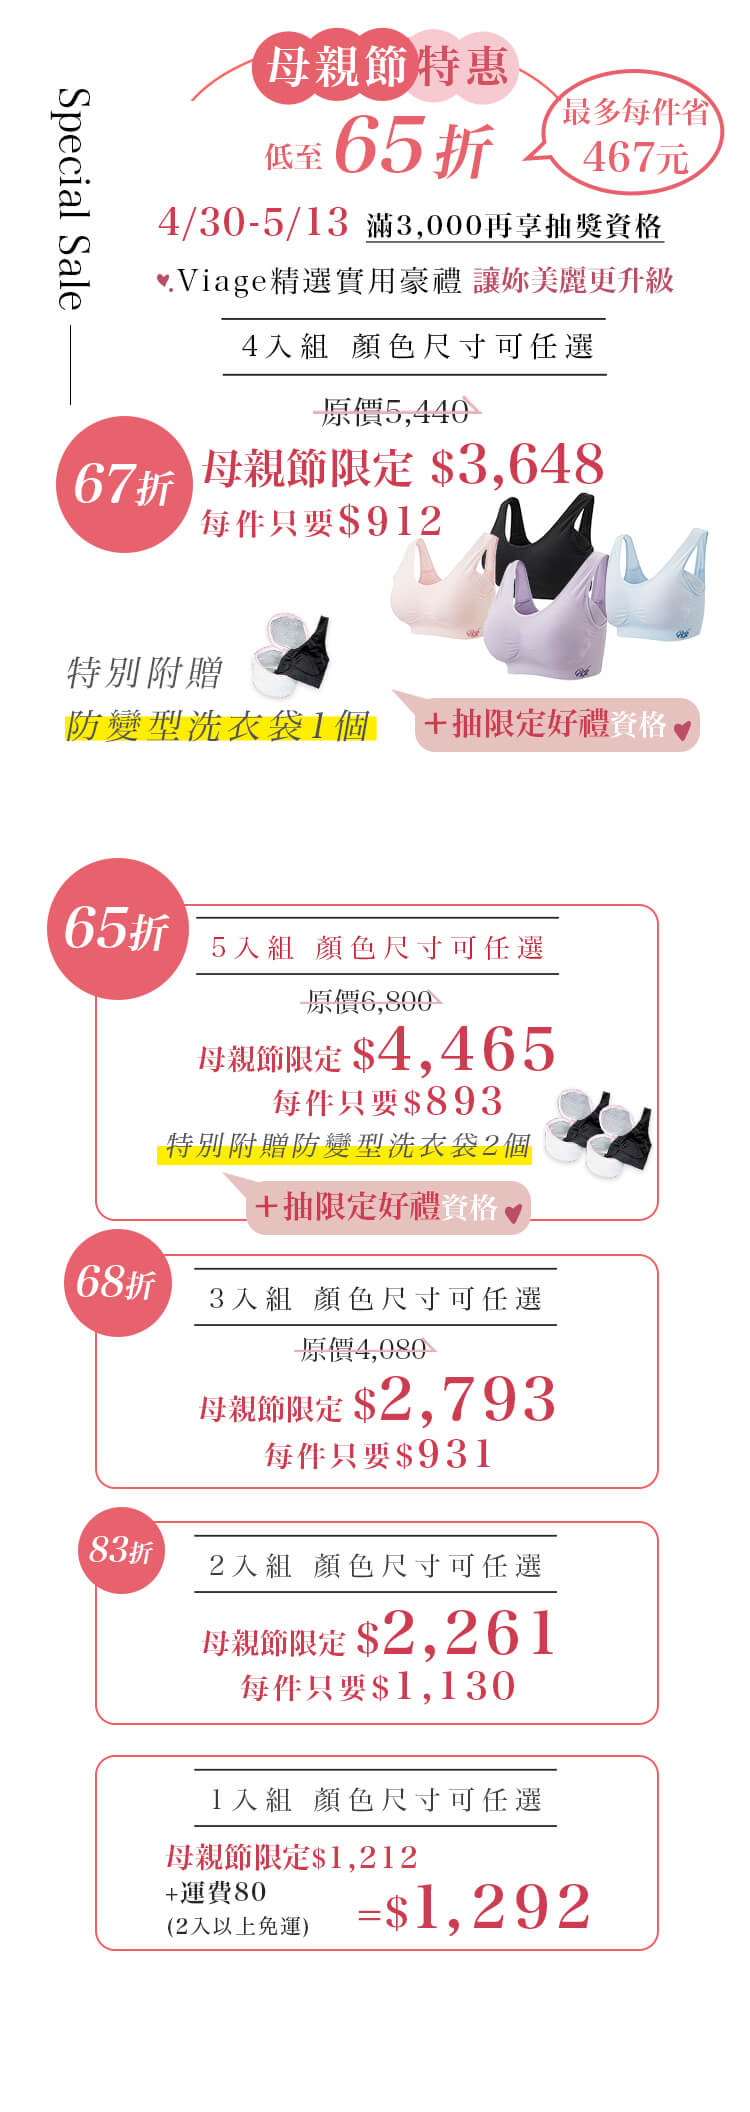 母親節特惠
低至65折
最多每件省
467元
Special Sale
4/30-5/13 滿3,000再享抽獎資格
Viage精選實用豪禮 讓妳美麗更升級
4入組 顏色尺寸可任選
原價5,440
67折
母親節限定 $3,648
每件只要$912
特別附贈
防變型洗衣袋1個
+抽限定好禮資格
65折
5入組 顏色尺寸可任選
原價6,800
母親節限定 $4,465
每件只要$893
特別附贈防變型洗衣袋2個
+抽限定好禮資格
68折
3入組 顏色尺寸可任選
原價4,080
母親節限定 $2,793
每件只要$931
83折
2入組 顏色尺寸可任選
母親節限定 $2,261
每件只要$1,130
1入組 顏色尺寸可任選
母親節限定$1,212
+運費80
(2入以上免運)
=$1,292